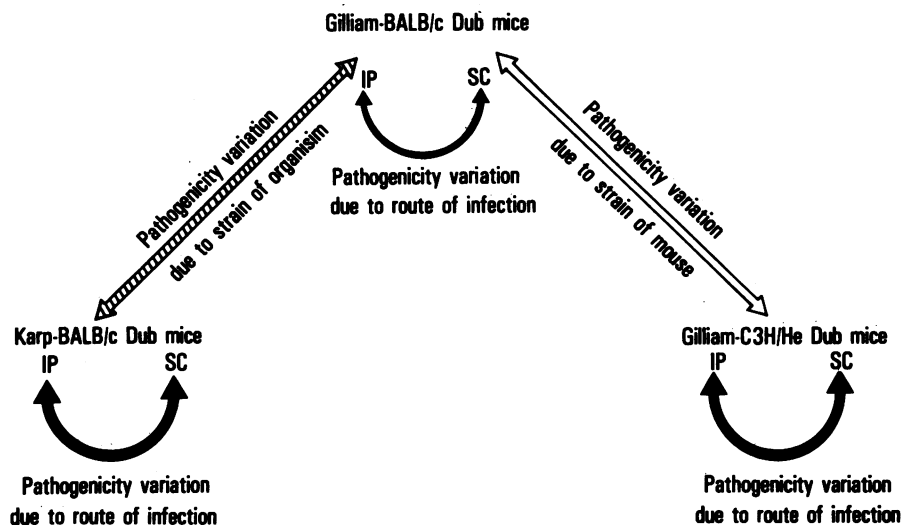 Gilliam-BALB/c Dub mice
IP SC
Pathogenicity variation
due to route of infection
Pathogenicity variation
due to strain of organisim
Pathogenicity variation
due to strain of mouse
Karp-BALB/c Dub mice
IP SC
Pathogenicity variation
due to route of infection
Gilliam-C3H/He Dub mice
IP SC
Pathogenicity variation
due to route of infection